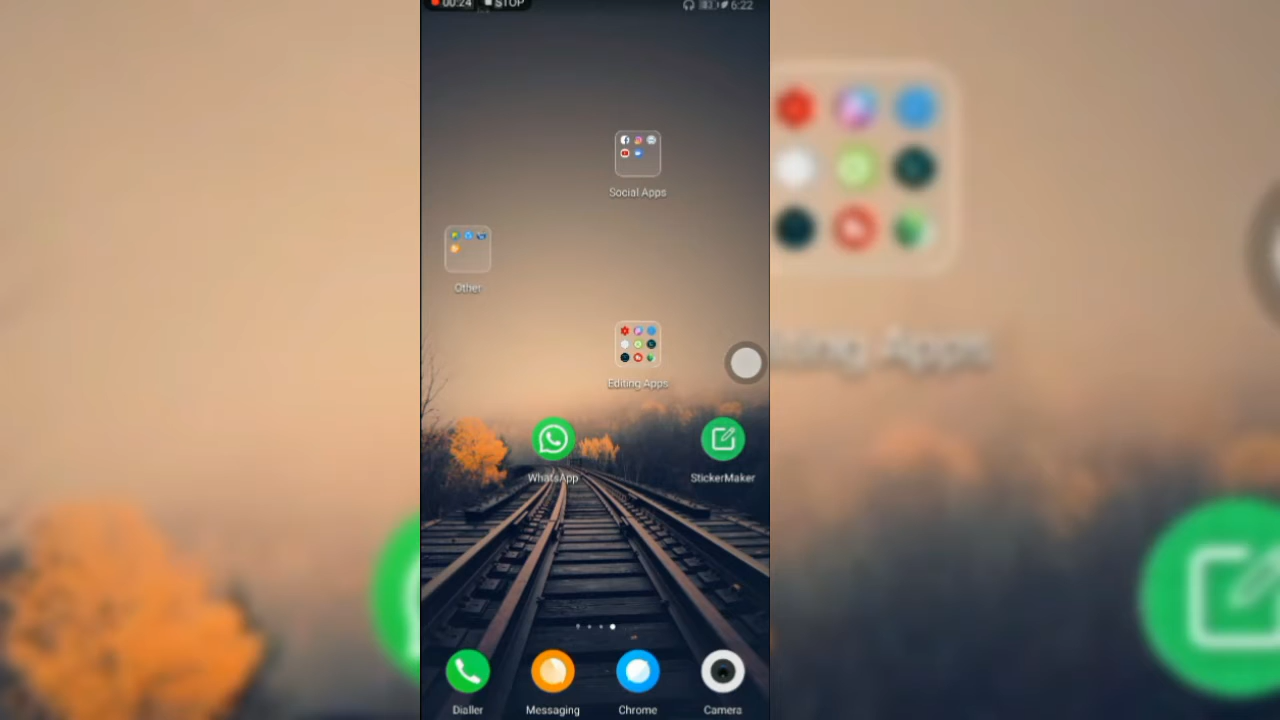 00:24 STOP 6:22
Social Apps
Other
Editing Apps
WhatsApp StickerMaker
Dialler Messaging Chrome Camera